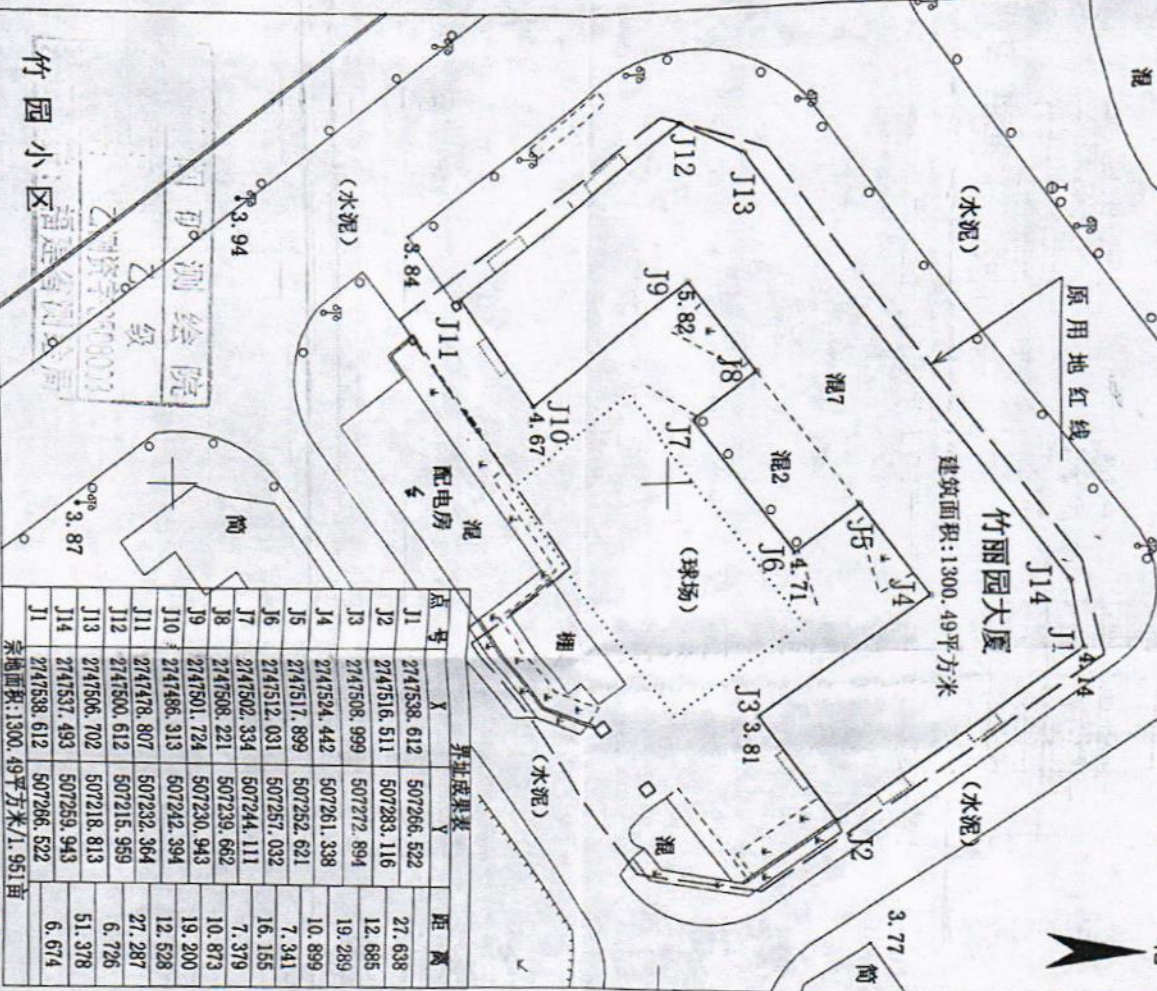 混
(水泥)
原用地红线
竹园小区
3.94
(水泥)
3.84
J12
J13
J9
5.82
J8
混7
J11
J10
4.67
J7
混2
建筑面积:1300.49平方米
竹丽园大厦
J5
J4
J6
4.71
(球场)
J14
J1
4.14
配电房
混
棚
简
3.87
J3
3.81
J2
(水泥)
(水泥)
混
3.77
简
测绘院
乙级
界址成果表
点号 X Y 距离
J1 2747538.612 507266.522
27.638
J2 2747516.511 507283.116
12.685
J3 2747508.999 507272.894
19.289
J4 2747524.442 507261.338
10.899
J5 2747517.899 507252.621
7.341
J6 2747512.031 507257.032
16.155
J7 2747502.334 507244.111
7.379
J8 2747508.221 507239.662
10.873
J9 2747501.724 507230.943
19.200
J10 2747486.313 507242.394
12.528
J11 2747478.807 507232.364
27.287
J12 2747500.612 507215.959
6.726
J13 2747506.702 507218.813
51.378
J14 2747537.493 507259.943
6.674
J1 2747538.612 507266.522
宗地面积:1300.49平方米/1.951亩